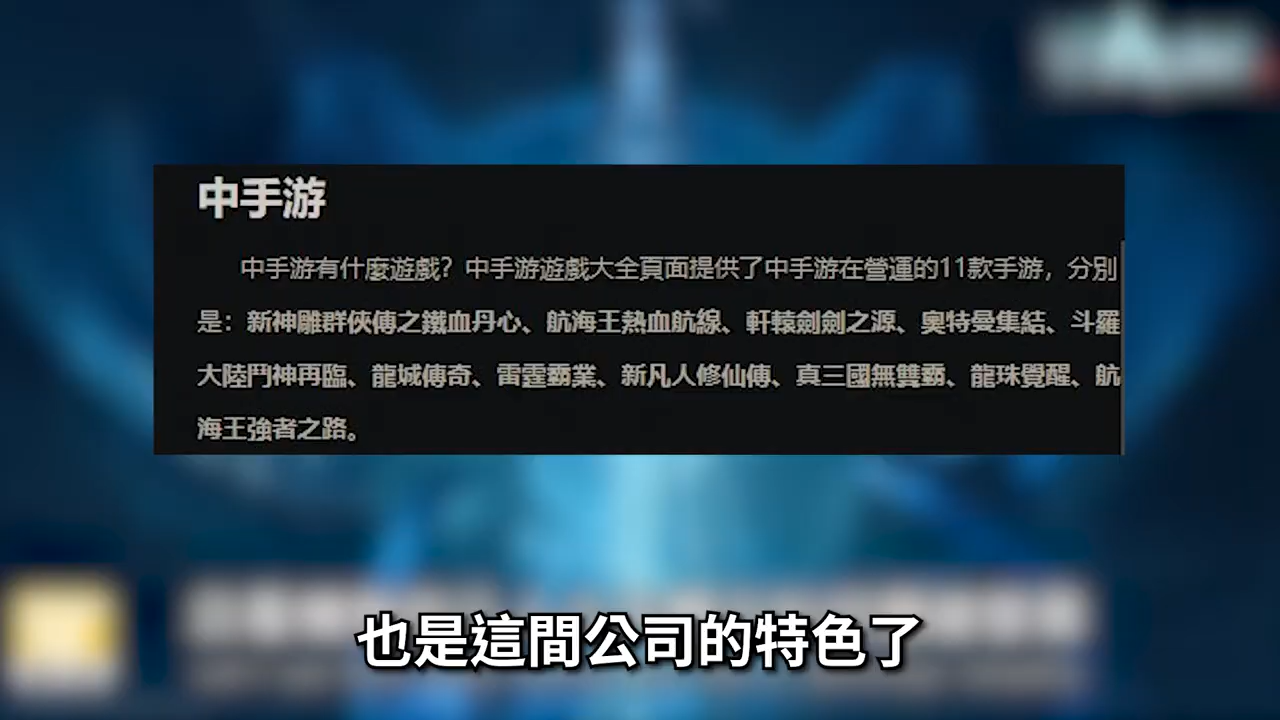 中手游
中手游有什麼遊戲？中手游遊戲大全頁面提供了中手游在營運的11款手游，分別
是：新神雕群俠傳之鐵血丹心、航海王熱血航線、軒轅劍劍之源、奧特曼集結、斗羅
大陸鬥神再臨、龍城傳奇、雷霆霸業、新凡人修仙傳、真三國無雙霸、龍珠覺醒、航
海王強者之路。
也是這間公司的特色了